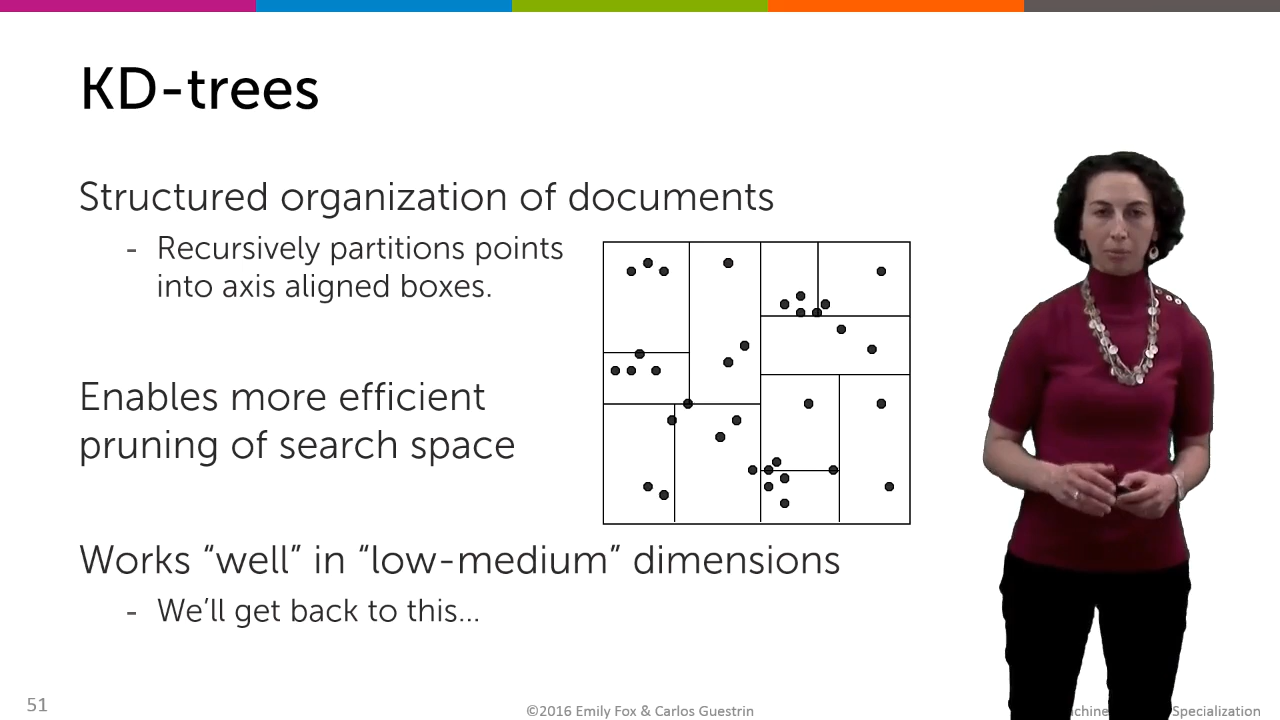 KD-trees
Structured organization of documents
- Recursively partitions points
into axis aligned boxes.
Enables more efficient
pruning of search space
Works “well” in “low-medium” dimensions
- We’ll get back to this…
51
©2016 Emily Fox & Carlos Guestrin
Specialization